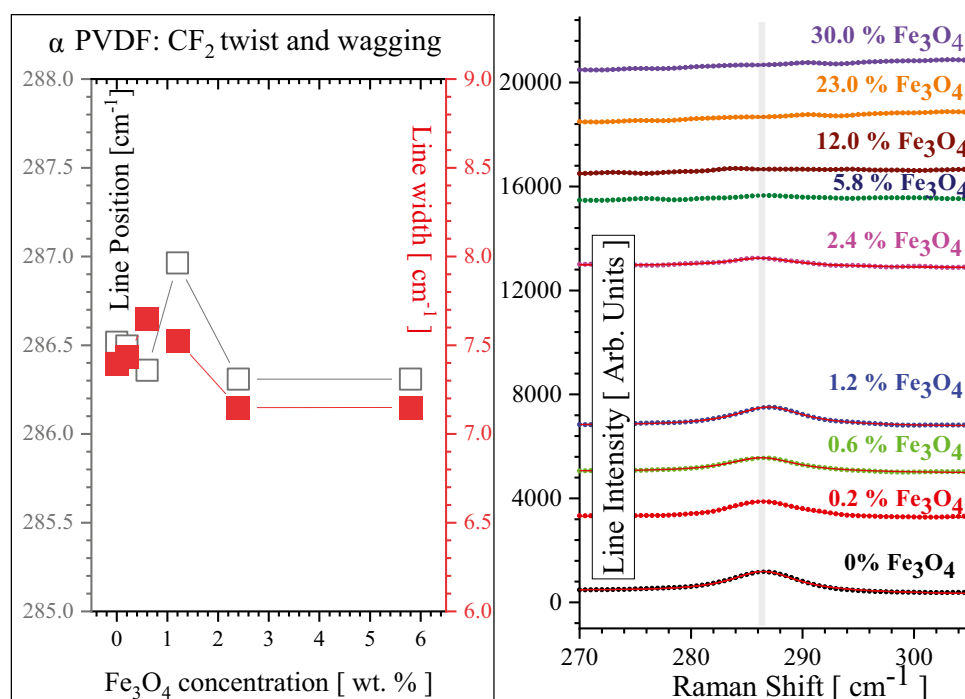 α PVDF: CF2 twist and wagging
288.0
287.5
287.0
286.5
286.0
285.5
285.0
Line Position [cm-1]
Line width [ cm-1 ]
9.0
8.5
8.0
7.5
7.0
6.5
6.0
0 1 2 3 4 5 6
Fe3O4 concentration [ wt. % ]
20000
16000
12000
8000
4000
0
Line Intensity [ Arb. Units ]
30.0 % Fe3O4
23.0 % Fe3O4
12.0 % Fe3O4
5.8 % Fe3O4
2.4 % Fe3O4
1.2 % Fe3O4
0.6 % Fe3O4
0.2 % Fe3O4
0% Fe3O4
270 280 290 300
Raman Shift [ cm-1 ]